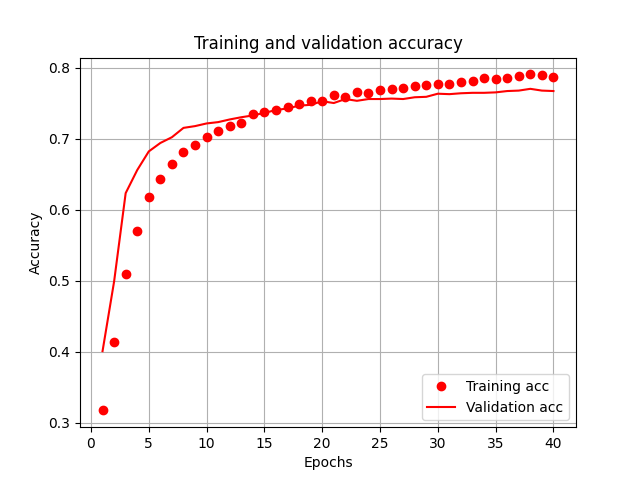 Training and validation accuracy
0.8
0.7
0.6
0.5
0.4
0.3
Accuracy
0 5 10 15 20 25 30 35 40
Epochs
Training acc
Validation acc